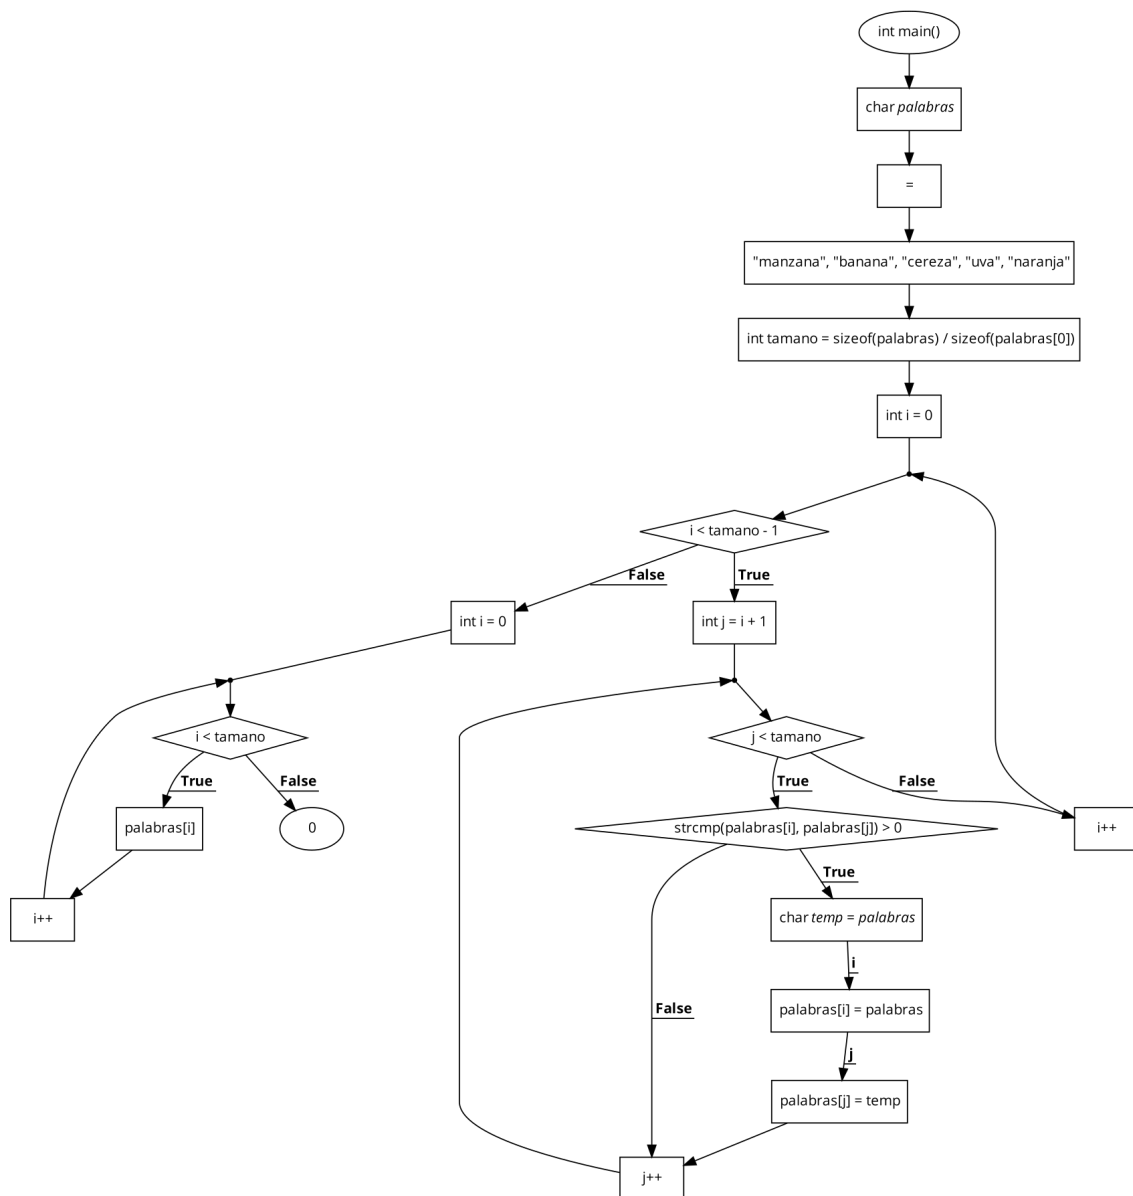 int main()
char palabras
=
"manzana", "banana", "cereza", "uva", "naranja"
int tamano = sizeof(palabras) / sizeof(palabras[0])
int i = 0
i < tamano - 1
False
True
int i = 0
int j = i + 1
i < tamano
j < tamano
True
False
True
False
palabras[i]
0
strcmp(palabras[i], palabras[j]) > 0
i++
True
i++
char temp = palabras
i
False
palabras[i] = palabras
j
palabras[j] = temp
j++